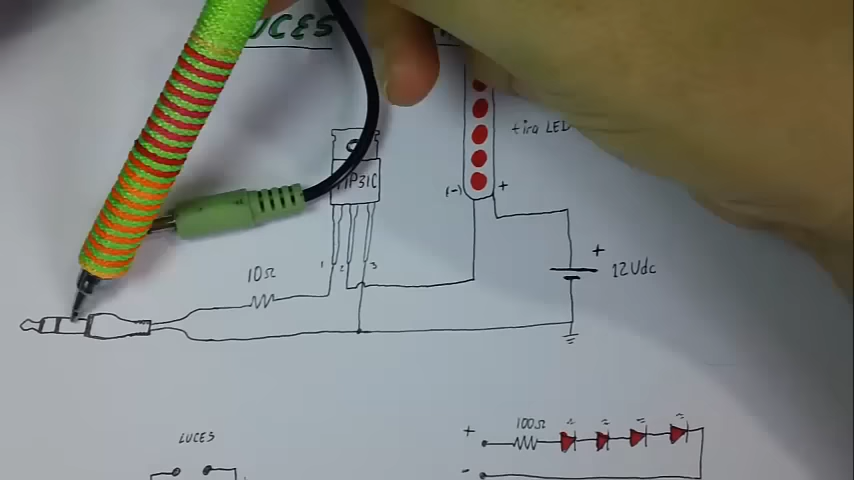 UCES
TIP31C
tira LED
(-) +
+
12Vdc
10Ω
1 2 3
LUCES
+ 100Ω
-